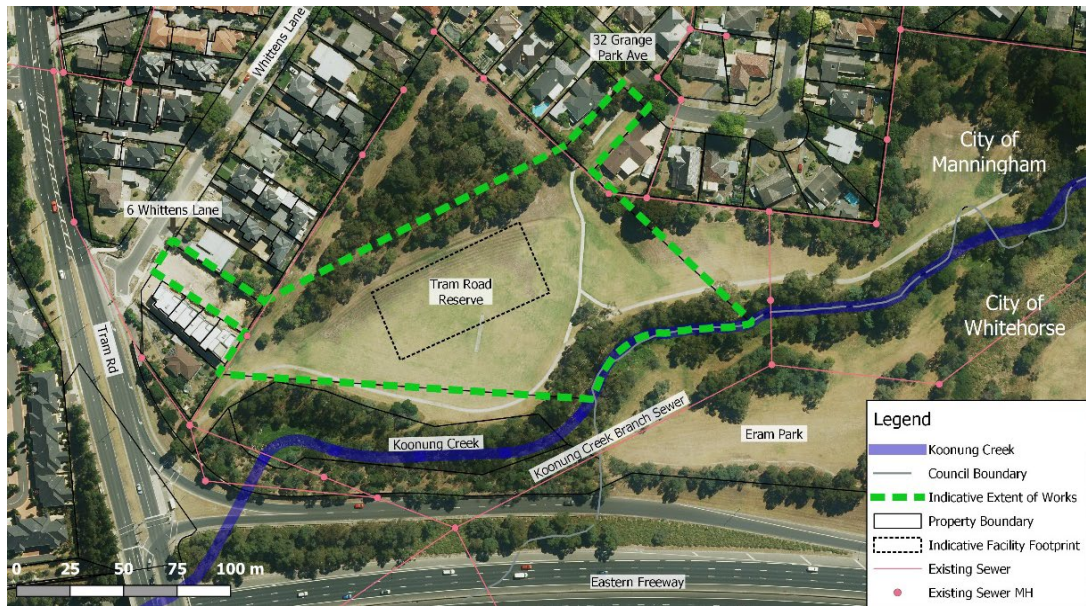 Whittens Lane
32 Grange
Park Ave
City of
Manningham
6 Whittens Lane
Tram Road
Reserve
City of
Whitehorse
Tram Rd
Koonung Creek
Koonung Creek Branch Sewer
Eram Park
Eastern Freeway
0 25 50 75 100 m
Legend
Koonung Creek
Council Boundary
Indicative Extent of Works
Property Boundary
Indicative Facility Footprint
Existing Sewer
Existing Sewer MH